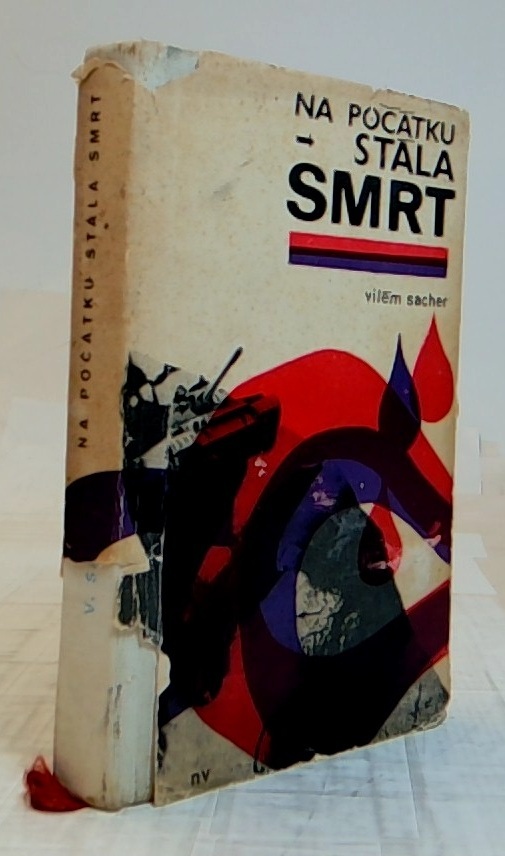 NA POČÁTKU
STÁLA
SMRT
vilém sacher
NA POČÁTKU STÁLA SMRT
V. S
nv